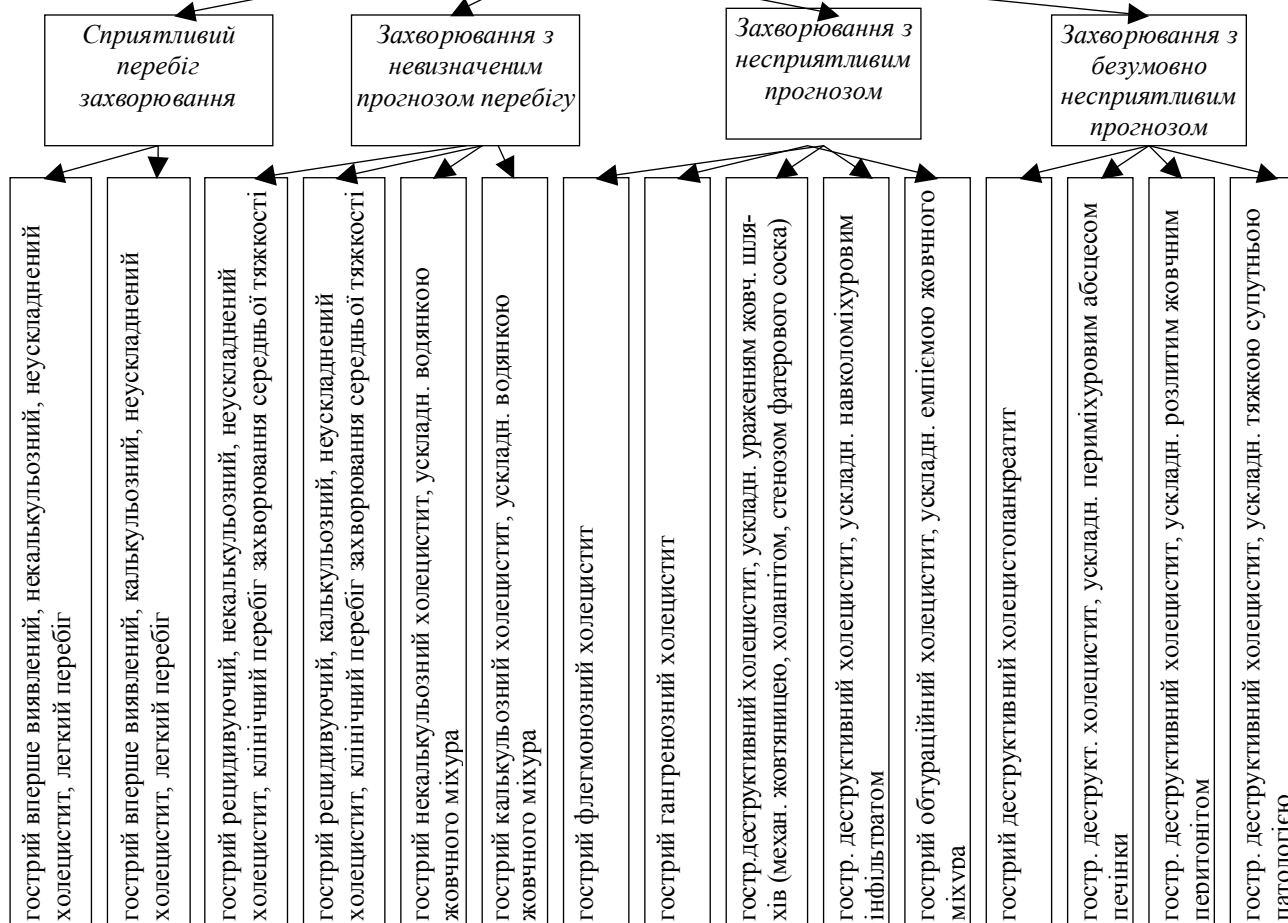 Сприятливий
перебіг
захворювання
Захворювання з
невизначеним
прогнозом перебігу
Захворювання з
несприятливим
прогнозом
Захворювання з
безумовно
несприятливим
прогнозом
гострий вперше виявлений, некалькульозний, неускладнений
холецистит, легкий перебіг
гострий вперше виявлений, калькульозний, неускладнений
холецистит, легкий перебіг
гострий рецидивуючий, некалькульозний, неускладнений
холецистит, клінічний перебіг захворювання середньої тяжкості
гострий рецидивуючий, калькульозний, неускладнений
холецистит, клінічний перебіг захворювання середньої тяжкості
гострий некалькульозний холецистит, ускладн. водянкою
жовчного міхура
гострий калькульозний холецистит, ускладн. водянкою
жовчного міхура
гострий флегмонозний холецистит
гострий гангренозний холецистит
гостр.деструктивний холецистит, ускладн. ураженням жовч. шля-
хів (механ. жовтяницею, холангітом, стенозом фатерового соска)
гостр. деструктивний холецистит, ускладн. навколоміхуровим
інфільтратом
гострий обтураційний холецистит, ускладн. емпіємою жовчного
міхура
гострий деструктивний холецистопанкреатит
гостр. деструкт. холецистит, ускладн. периміхуровим абсцесом
печінки
гостр. деструктивний холецистит, ускладн. розлитим жовчним
перитонітом
гостр. деструктивний холецистит, ускладн. тяжкою супутньою
патологією